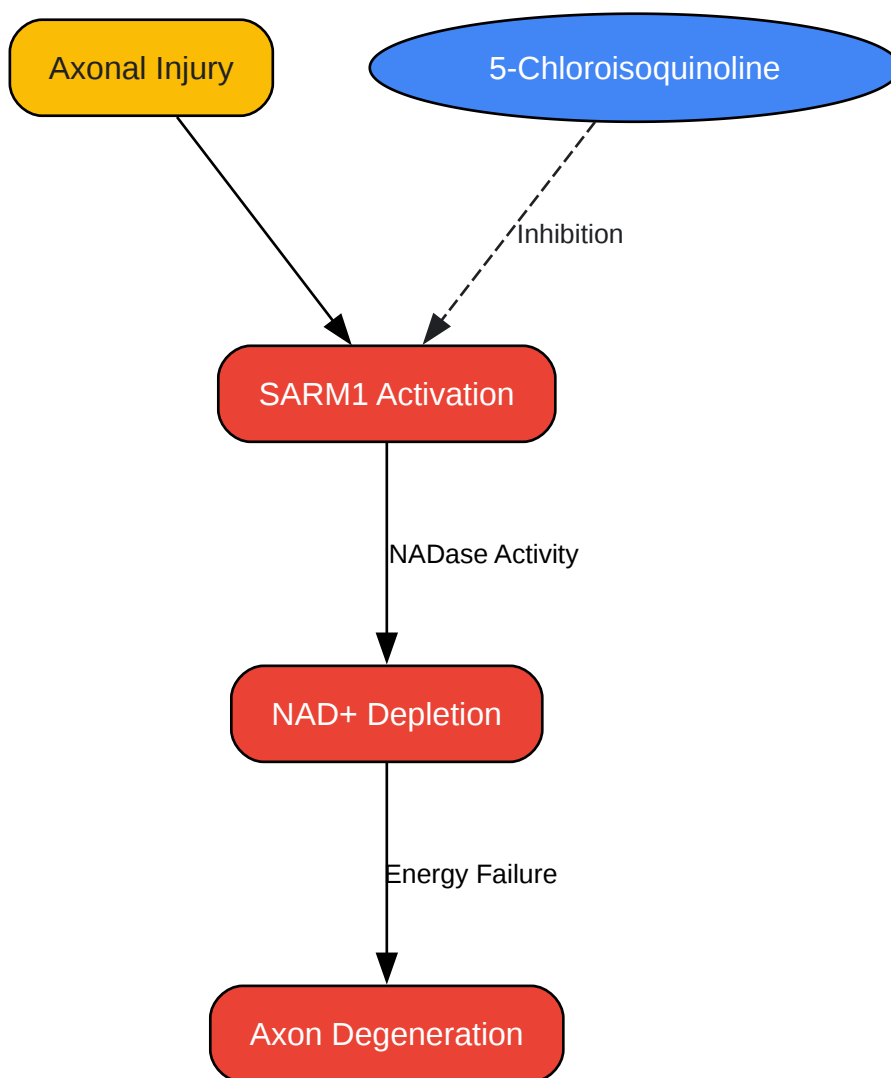 Axonal Injury
5-Chloroisoquinoline
Inhibition
SARM1 Activation
NADase Activity
NAD+ Depletion
Energy Failure
Axon Degeneration